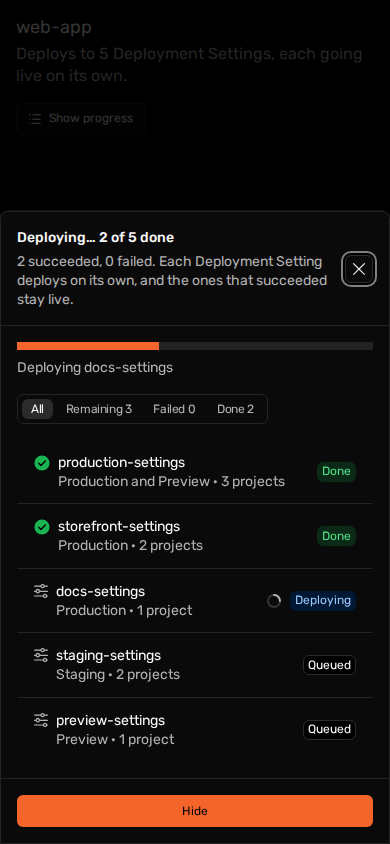 web-app
Deploys to 5 Deployment Settings, each going
live on its own.
Show progress
Deploying... 2 of 5 done
2 succeeded, 0 failed. Each Deployment Setting
deploys on its own, and the ones that succeeded
stay live.
Deploying docs-settings
All Remaining 3 Failed 0 Done 2
production-settings
Production and Preview • 3 projects
Done
storefront-settings
Production • 2 projects
Done
docs-settings
Production • 1 project
Deploying
staging-settings
Staging • 2 projects
Queued
preview-settings
Preview • 1 project
Queued
Hide